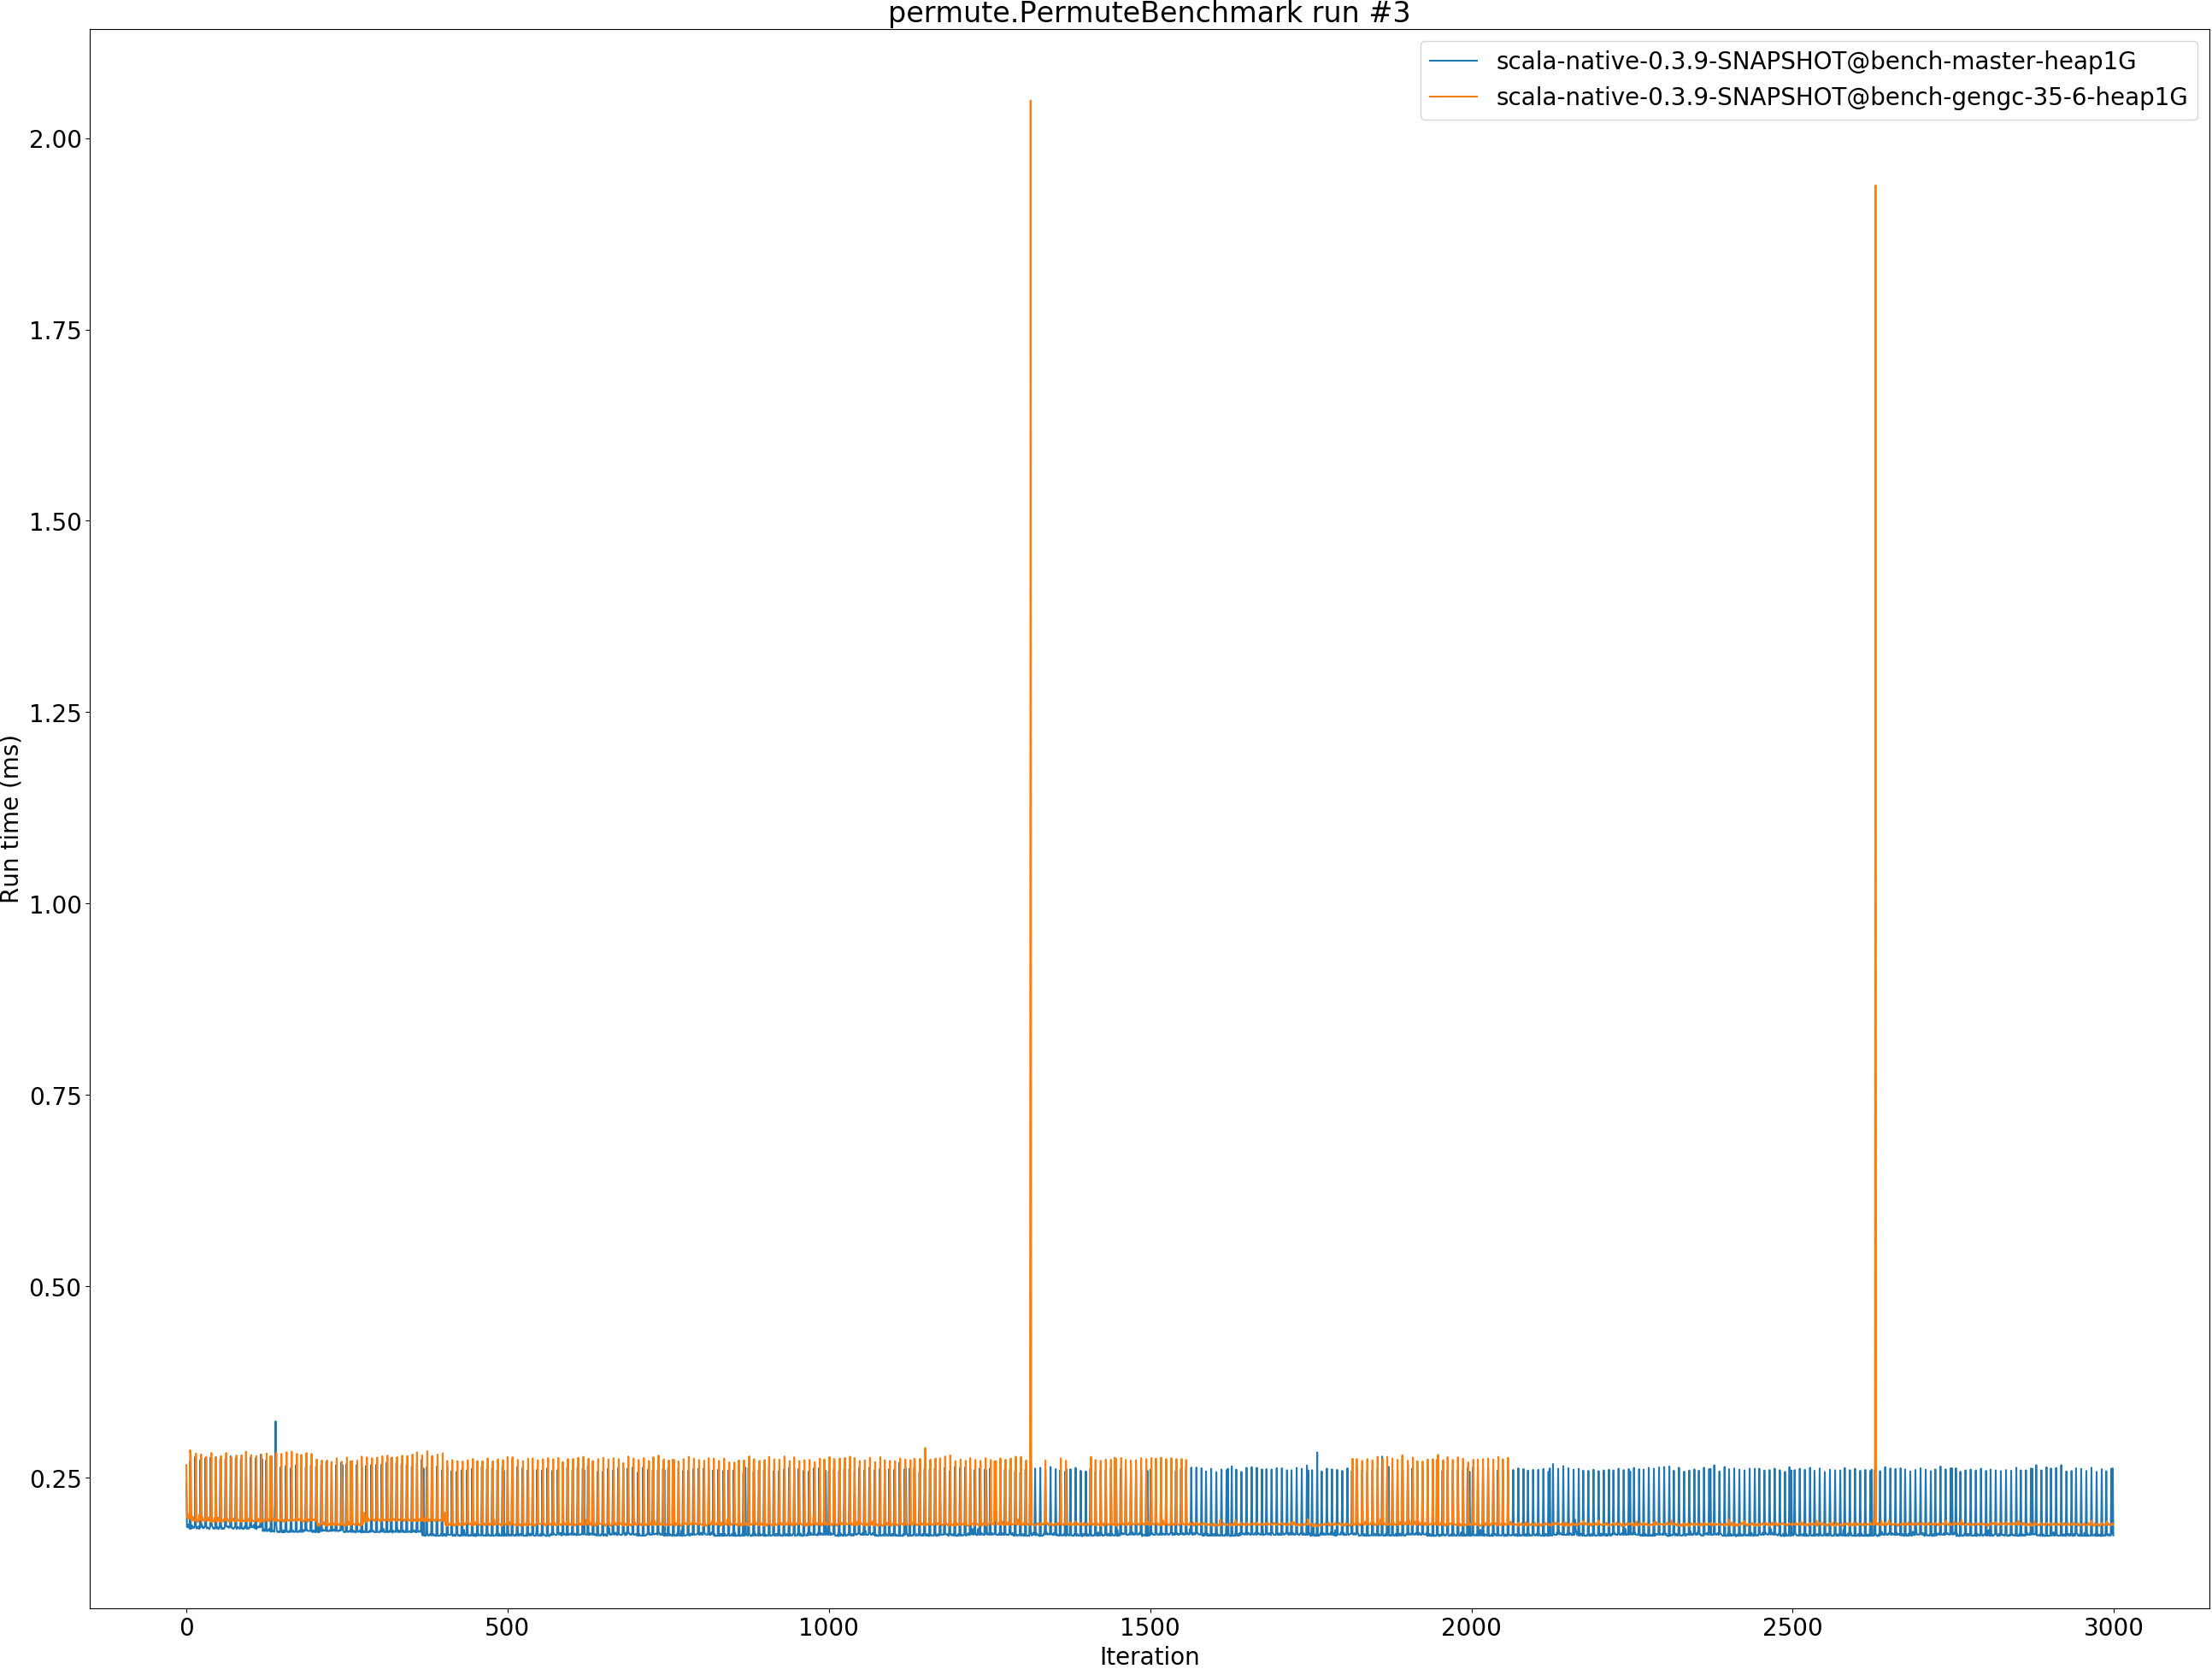 permute.PermuteBenchmark run #3
scala-native-0.3.9-SNAPSHOT@bench-master-heap1G
scala-native-0.3.9-SNAPSHOT@bench-gengc-35-6-heap1G
Run time (ms)
2.00
1.75
1.50
1.25
1.00
0.75
0.50
0.25
0 500 1000 1500 2000 2500 3000
Iteration